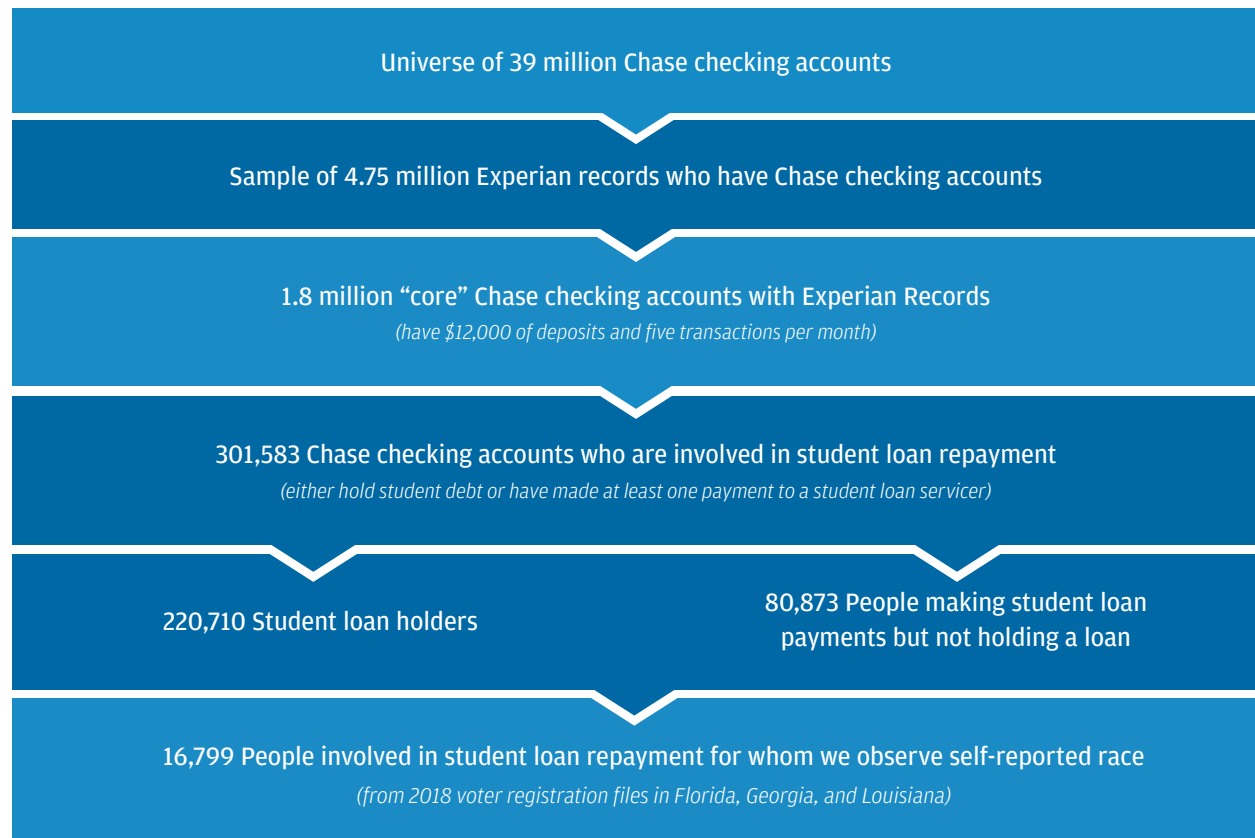 Universe of 39 million Chase checking accounts
Sample of 4.75 million Experian records who have Chase checking accounts
1.8 million “core” Chase checking accounts with Experian Records
(have $12,000 of deposits and five transactions per month)
301,583 Chase checking accounts who are involved in student loan repayment
(either hold student debt or have made at least one payment to a student loan servicer)
220,710 Student loan holders
80,873 People making student loan
payments but not holding a loan
16,799 People involved in student loan repayment for whom we observe self-reported race
(from 2018 voter registration files in Florida, Georgia, and Louisiana)